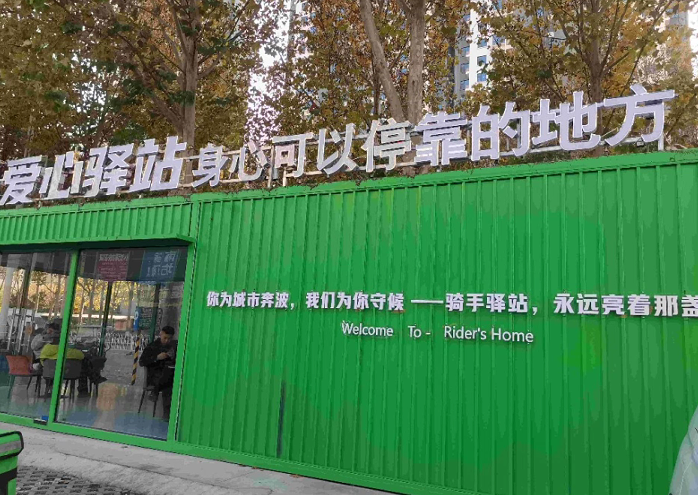 爱心驿站 身心可以停靠的地方
你为城市奔波，我们为你守候 ——骑手驿站，永远亮着那盏
Welcome To - Rider's Home